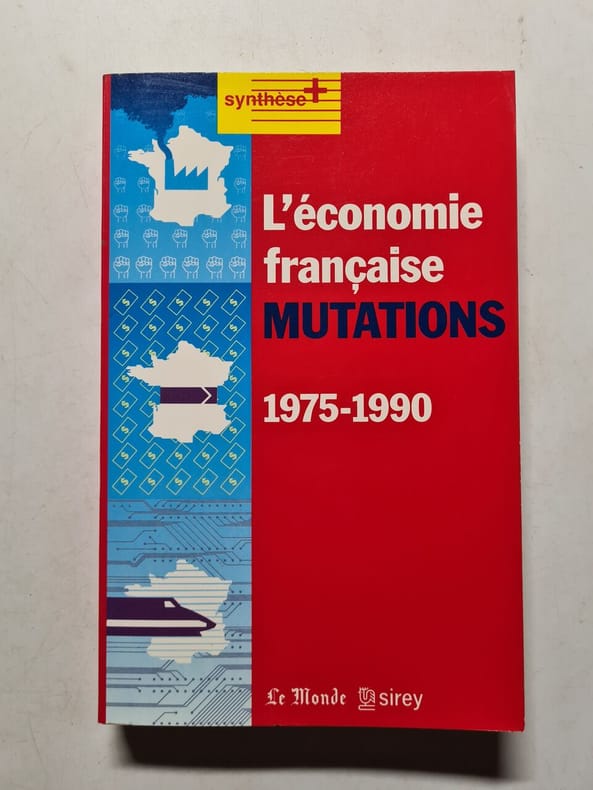 synthèse+
L'économie
française
MUTATIONS
1975-1990
Le Monde sirey